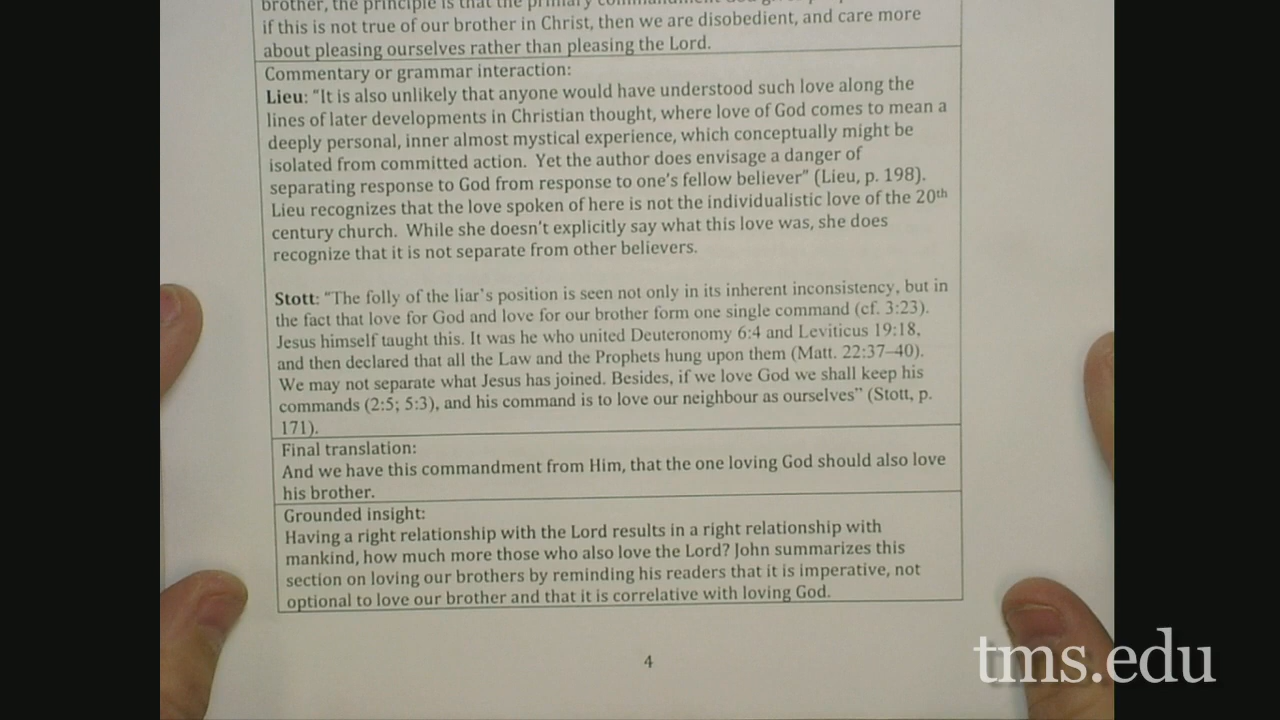 brother, the principle is that the primary commandment
if this is not true of our brother in Christ, then we are disobedient, and care more
about pleasing ourselves rather than pleasing the Lord.
Commentary or grammar interaction:
Lieu: “It is also unlikely that anyone would have understood such love along the
lines of later developments in Christian thought, where love of God comes to mean a
deeply personal, inner almost mystical experience, which conceptually might be
isolated from committed action.  Yet the author does envisage a danger of
separating response to God from response to one's fellow believer” (Lieu, p. 198).
Lieu recognizes that the love spoken of here is not the individualistic love of the 20th
century church.  While she doesn't explicitly say what this love was, she does
recognize that it is not separate from other believers.
Stott: “The folly of the liar's position is seen not only in its inherent inconsistency, but in
the fact that love for God and love for our brother form one single command (cf. 3:23).
Jesus himself taught this. It was he who united Deuteronomy 6:4 and Leviticus 19:18,
and then declared that all the Law and the Prophets hung upon them (Matt. 22:37–40).
We may not separate what Jesus has joined. Besides, if we love God we shall keep his
commands (2:5; 5:3), and his command is to love our neighbour as ourselves” (Stott, p.
171).
Final translation:
And we have this commandment from Him, that the one loving God should also love
his brother.
Grounded insight:
Having a right relationship with the Lord results in a right relationship with
mankind, how much more those who also love the Lord? John summarizes this
section on loving our brothers by reminding his readers that it is imperative, not
optional to love our brother and that it is correlative with loving God.
4
tms.edu